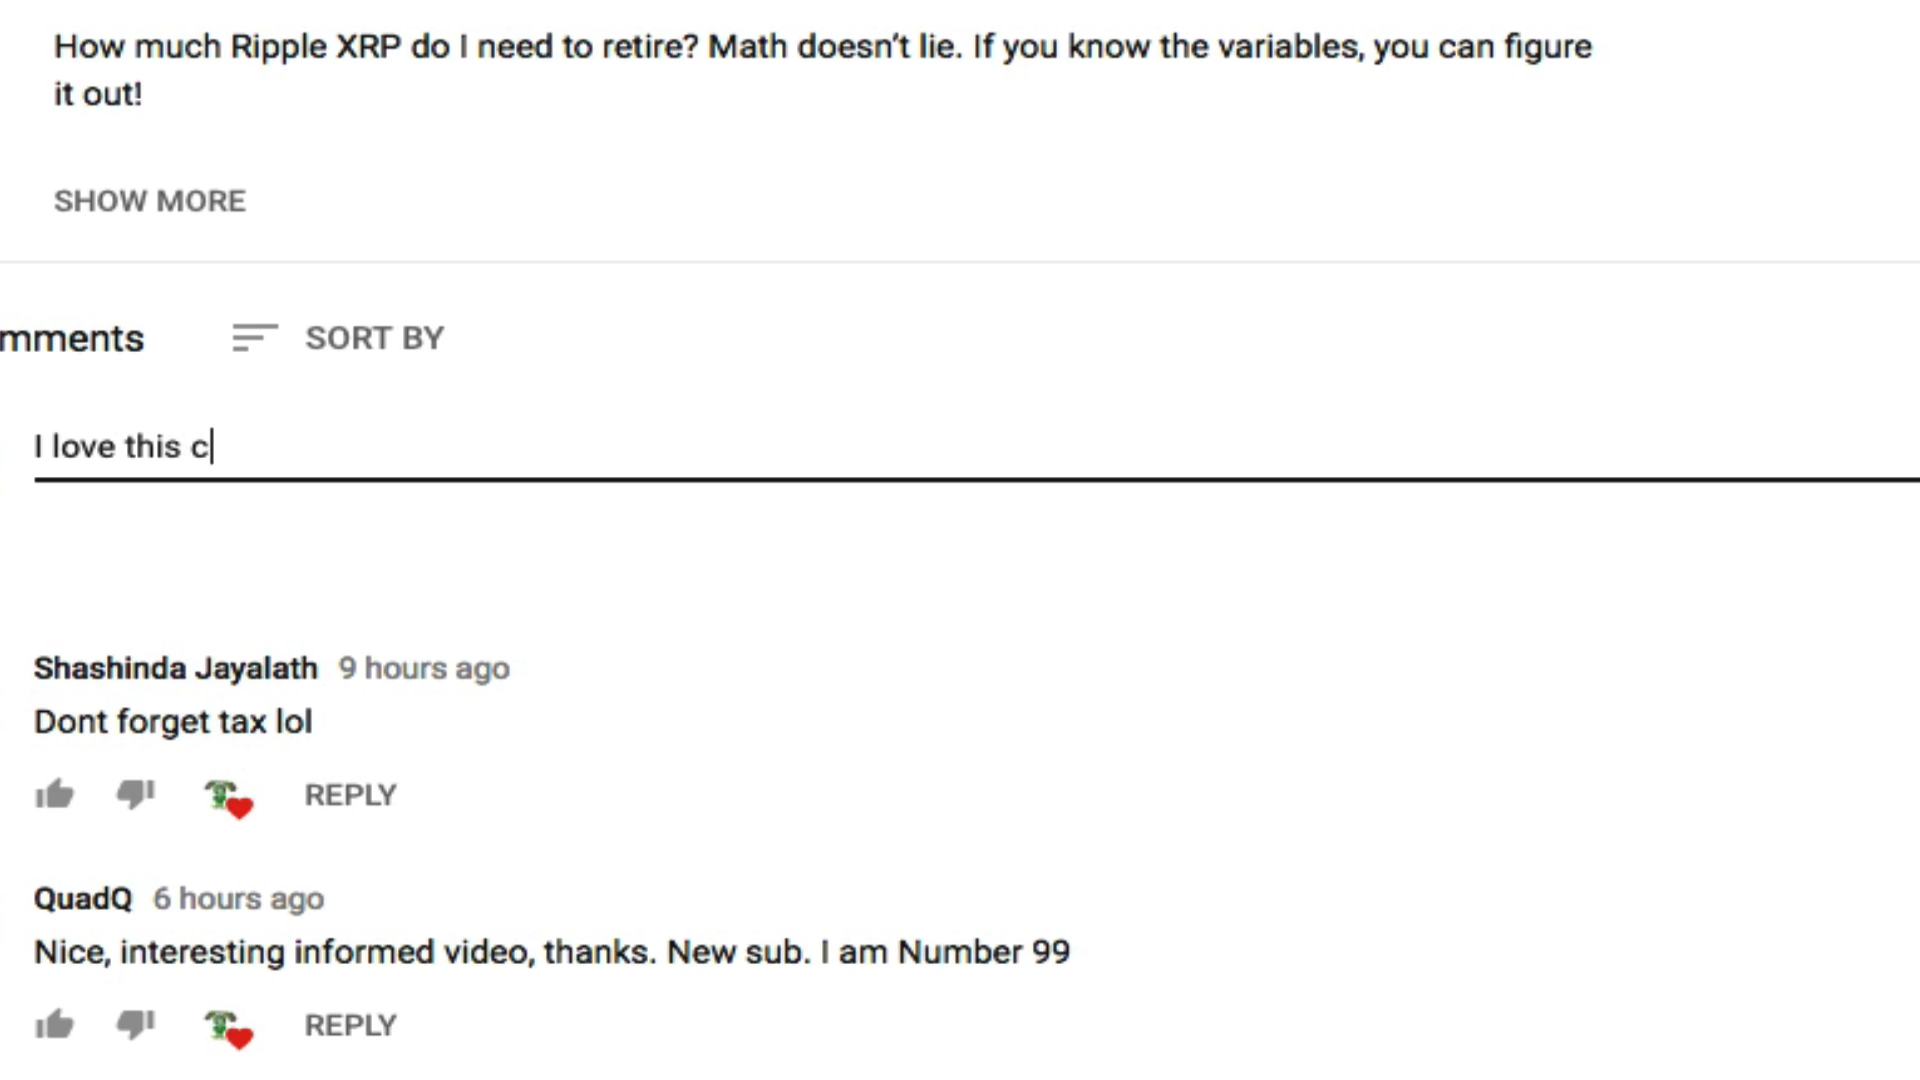 How much Ripple XRP do I need to retire? Math doesn't lie. If you know the variables, you can figure
it out!
SHOW MORE
mments
SORT BY
I love this c
Shashinda Jayalath 9 hours ago
Dont forget tax lol
REPLY
QuadQ 6 hours ago
Nice, interesting informed video, thanks. New sub. I am Number 99
REPLY